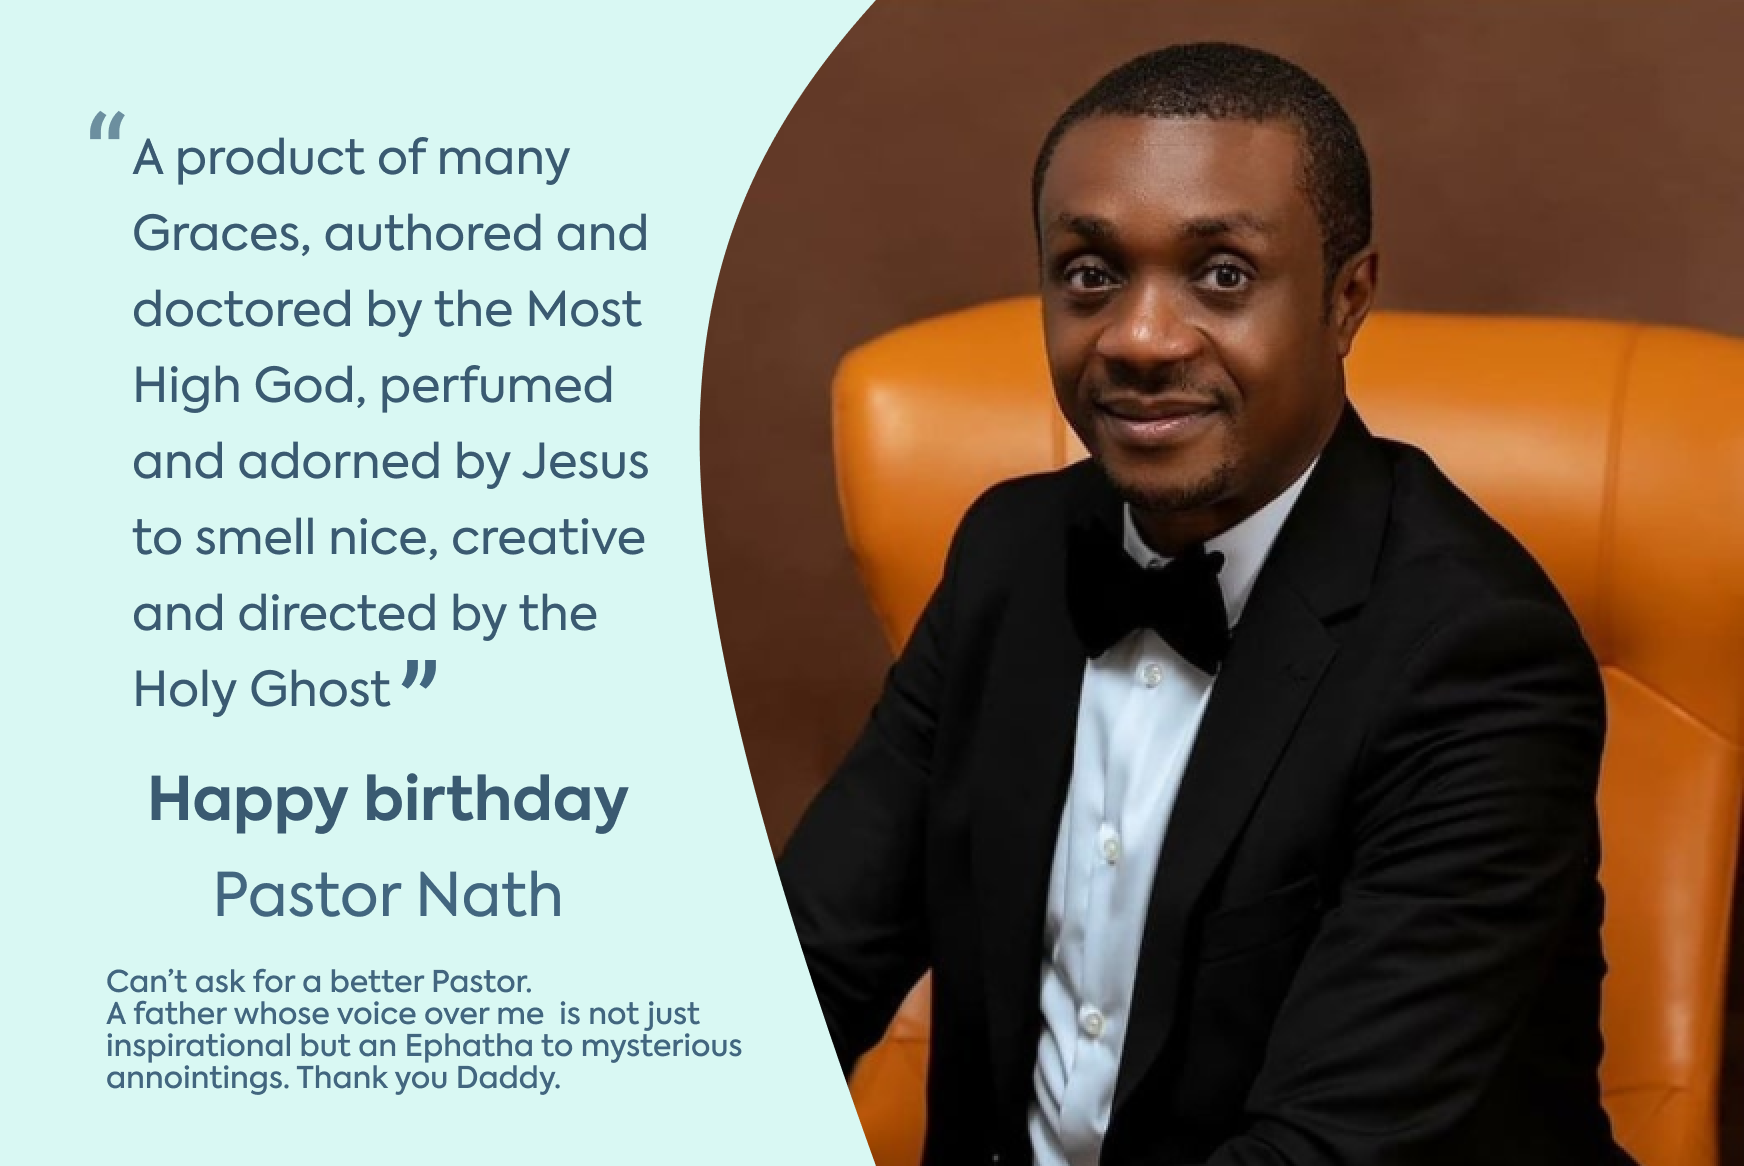 “ A product of many
Graces, authored and
doctored by the Most
High God, perfumed
and adorned by Jesus
to smell nice, creative
and directed by the
Holy Ghost ”
Happy birthday
Pastor Nath
Can’t ask for a better Pastor.
A father whose voice over me  is not just
inspirational but an Ephatha to mysterious
annointings. Thank you Daddy.